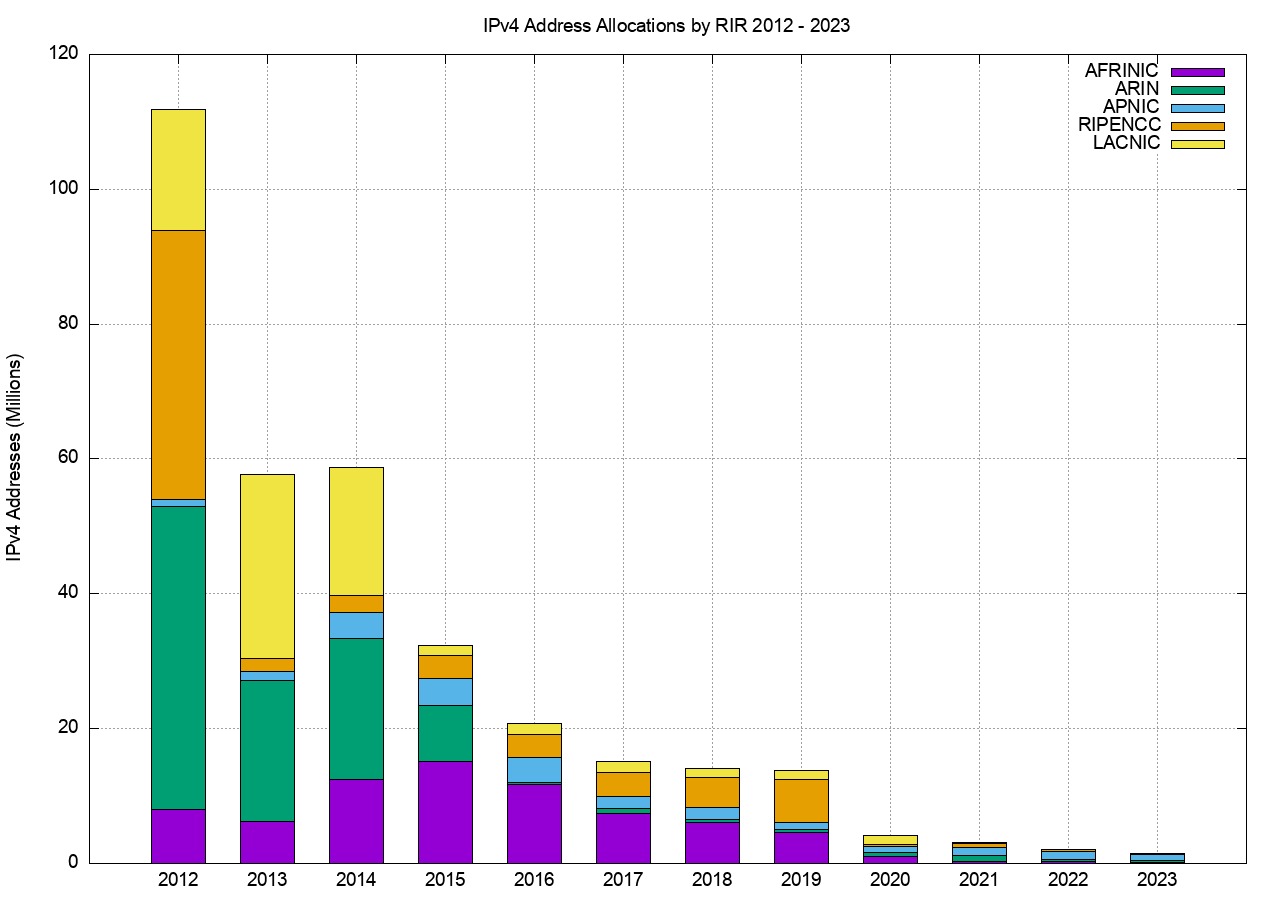 IPv4 Address Allocations by RIR 2012 - 2023
120
100
80
60
40
20
0
IPv4 Addresses (Millions)
AFRINIC
ARIN
APNIC
RIPENCC
LACNIC
2012 2013 2014 2015 2016 2017 2018 2019 2020 2021 2022 2023